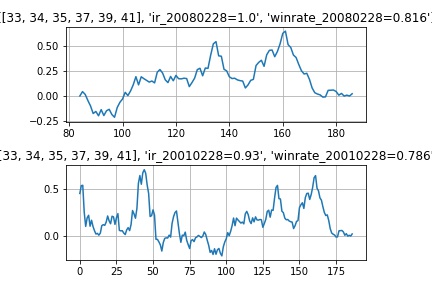 [33, 34, 35, 37, 39, 41], 'ir_20080228=1.0', 'winrate_20080228=0.816'
0.50
0.25
0.00
−0.25
80 100 120 140 160 180
[33, 34, 35, 37, 39, 41], 'ir_20010228=0.93', 'winrate_20010228=0.786'
0.5
0.0
0 25 50 75 100 125 150 175